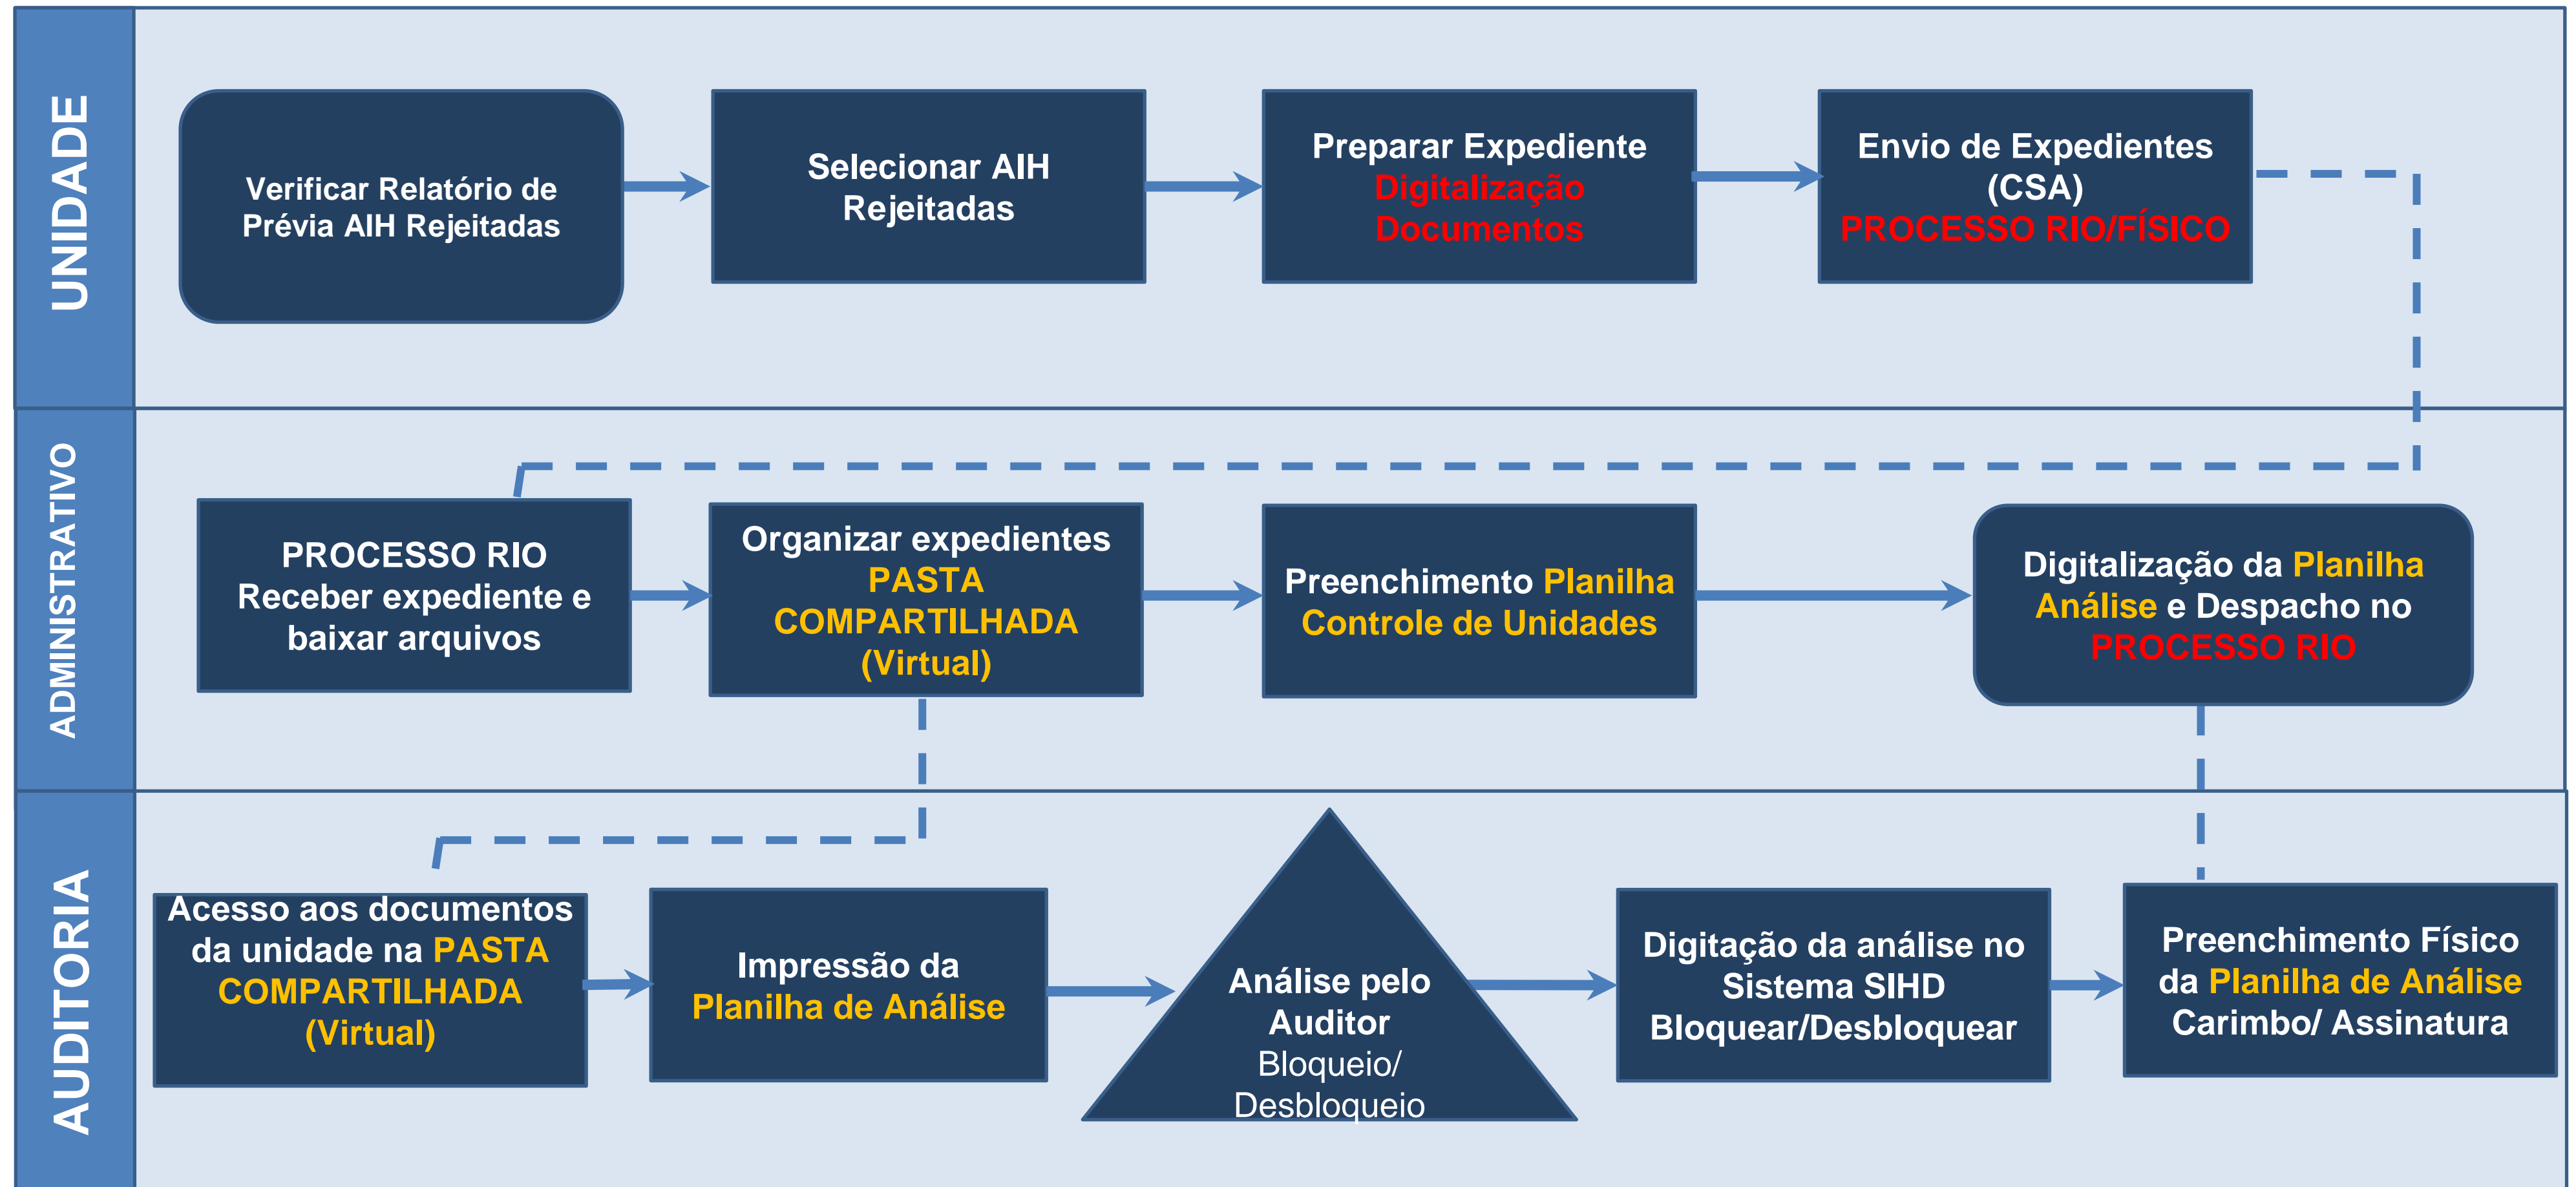 UNIDADE
Verificar Relatório de
Prévia AIH Rejeitadas
Selecionar AIH
Rejeitadas
Preparar Expediente
Digitalização
Documentos
Envio de Expedientes
(CSA)
PROCESSO RIO/FÍSICO
ADMINISTRATIVO
PROCESSO RIO
Receber expediente e
baixar arquivos
Organizar expedientes
PASTA
COMPARTILHADA
(Virtual)
Preenchimento Planilha
Controle de Unidades
Digitalização da Planilha
Análise e Despacho no
PROCESSO RIO
AUDITORIA
Acesso aos documentos
da unidade na PASTA
COMPARTILHADA
(Virtual)
Impressão da
Planilha de Análise
Análise pelo
Auditor
Bloqueio/
Desbloqueio
Digitação da análise no
Sistema SIHD
Bloquear/Desbloquear
Preenchimento Físico
da Planilha de Análise
Carimbo/ Assinatura